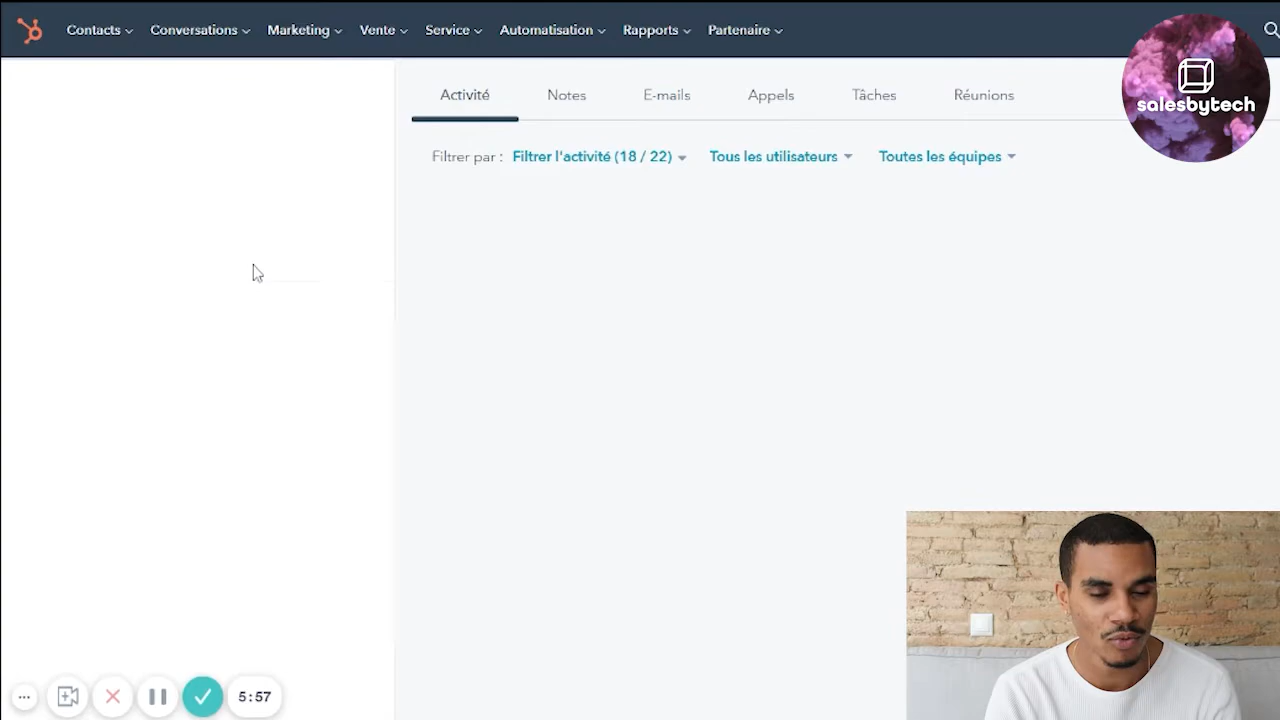 Contacts Conversations Marketing Vente Service Automatisation Rapports Partenaire
salesbytech
Activité Notes E-mails Appels Tâches Réunions
Filtrer par : Filtrer l'activité (18 / 22) Tous les utilisateurs Toutes les équipes
5:57